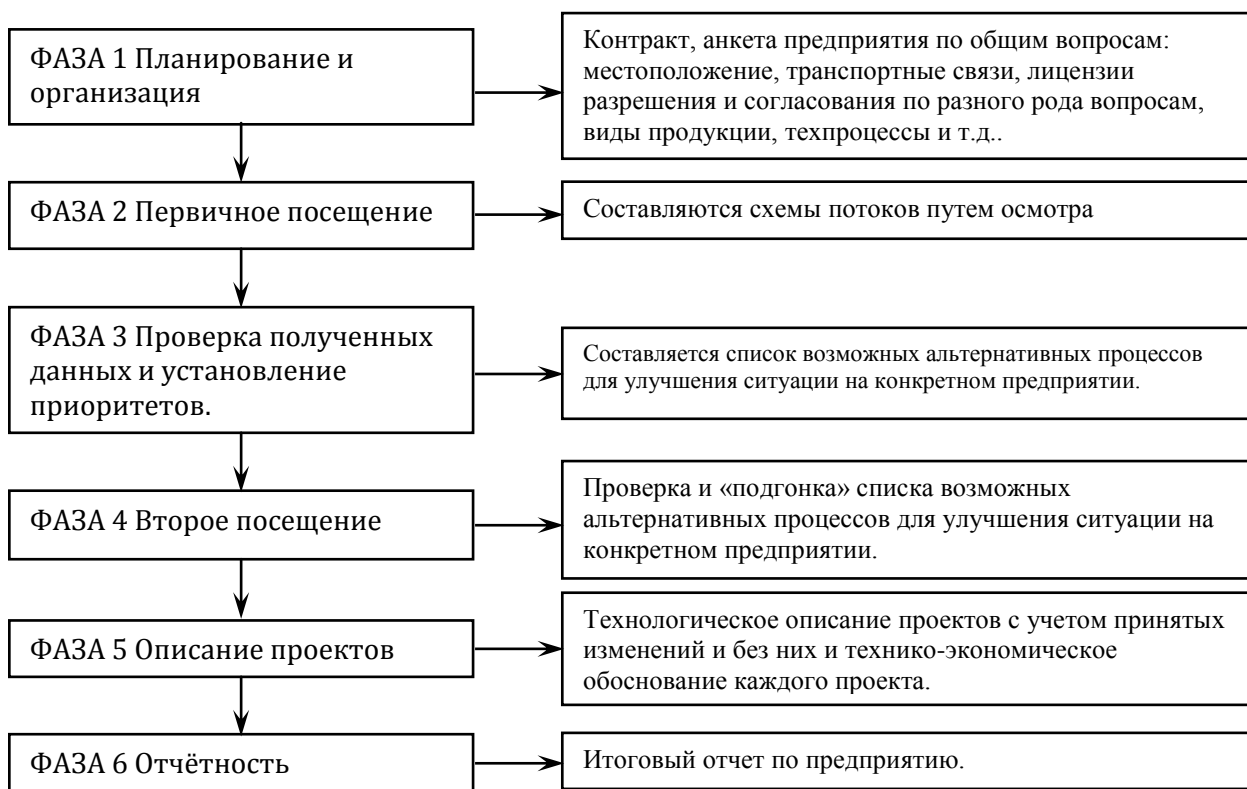 ФАЗА 1 Планирование и
организация
Контракт, анкета предприятия по общим вопросам:
местоположение, транспортные связи, лицензии
разрешения и согласования по разного рода вопросам,
виды продукции, техпроцессы и т.д..
ФАЗА 2 Первичное посещение
Составляются схемы потоков путем осмотра
ФАЗА 3 Проверка полученных
данных и установление
приоритетов.
Составляется список возможных альтернативных процессов
для улучшения ситуации на конкретном предприятии.
ФАЗА 4 Второе посещение
Проверка и «подгонка» списка возможных
альтернативных процессов для улучшения ситуации на
конкретном предприятии.
ФАЗА 5 Описание проектов
Технологическое описание проектов с учетом принятых
изменений и без них и технико-экономическое
обоснование каждого проекта.
ФАЗА 6 Отчётность
Итоговый отчет по предприятию.